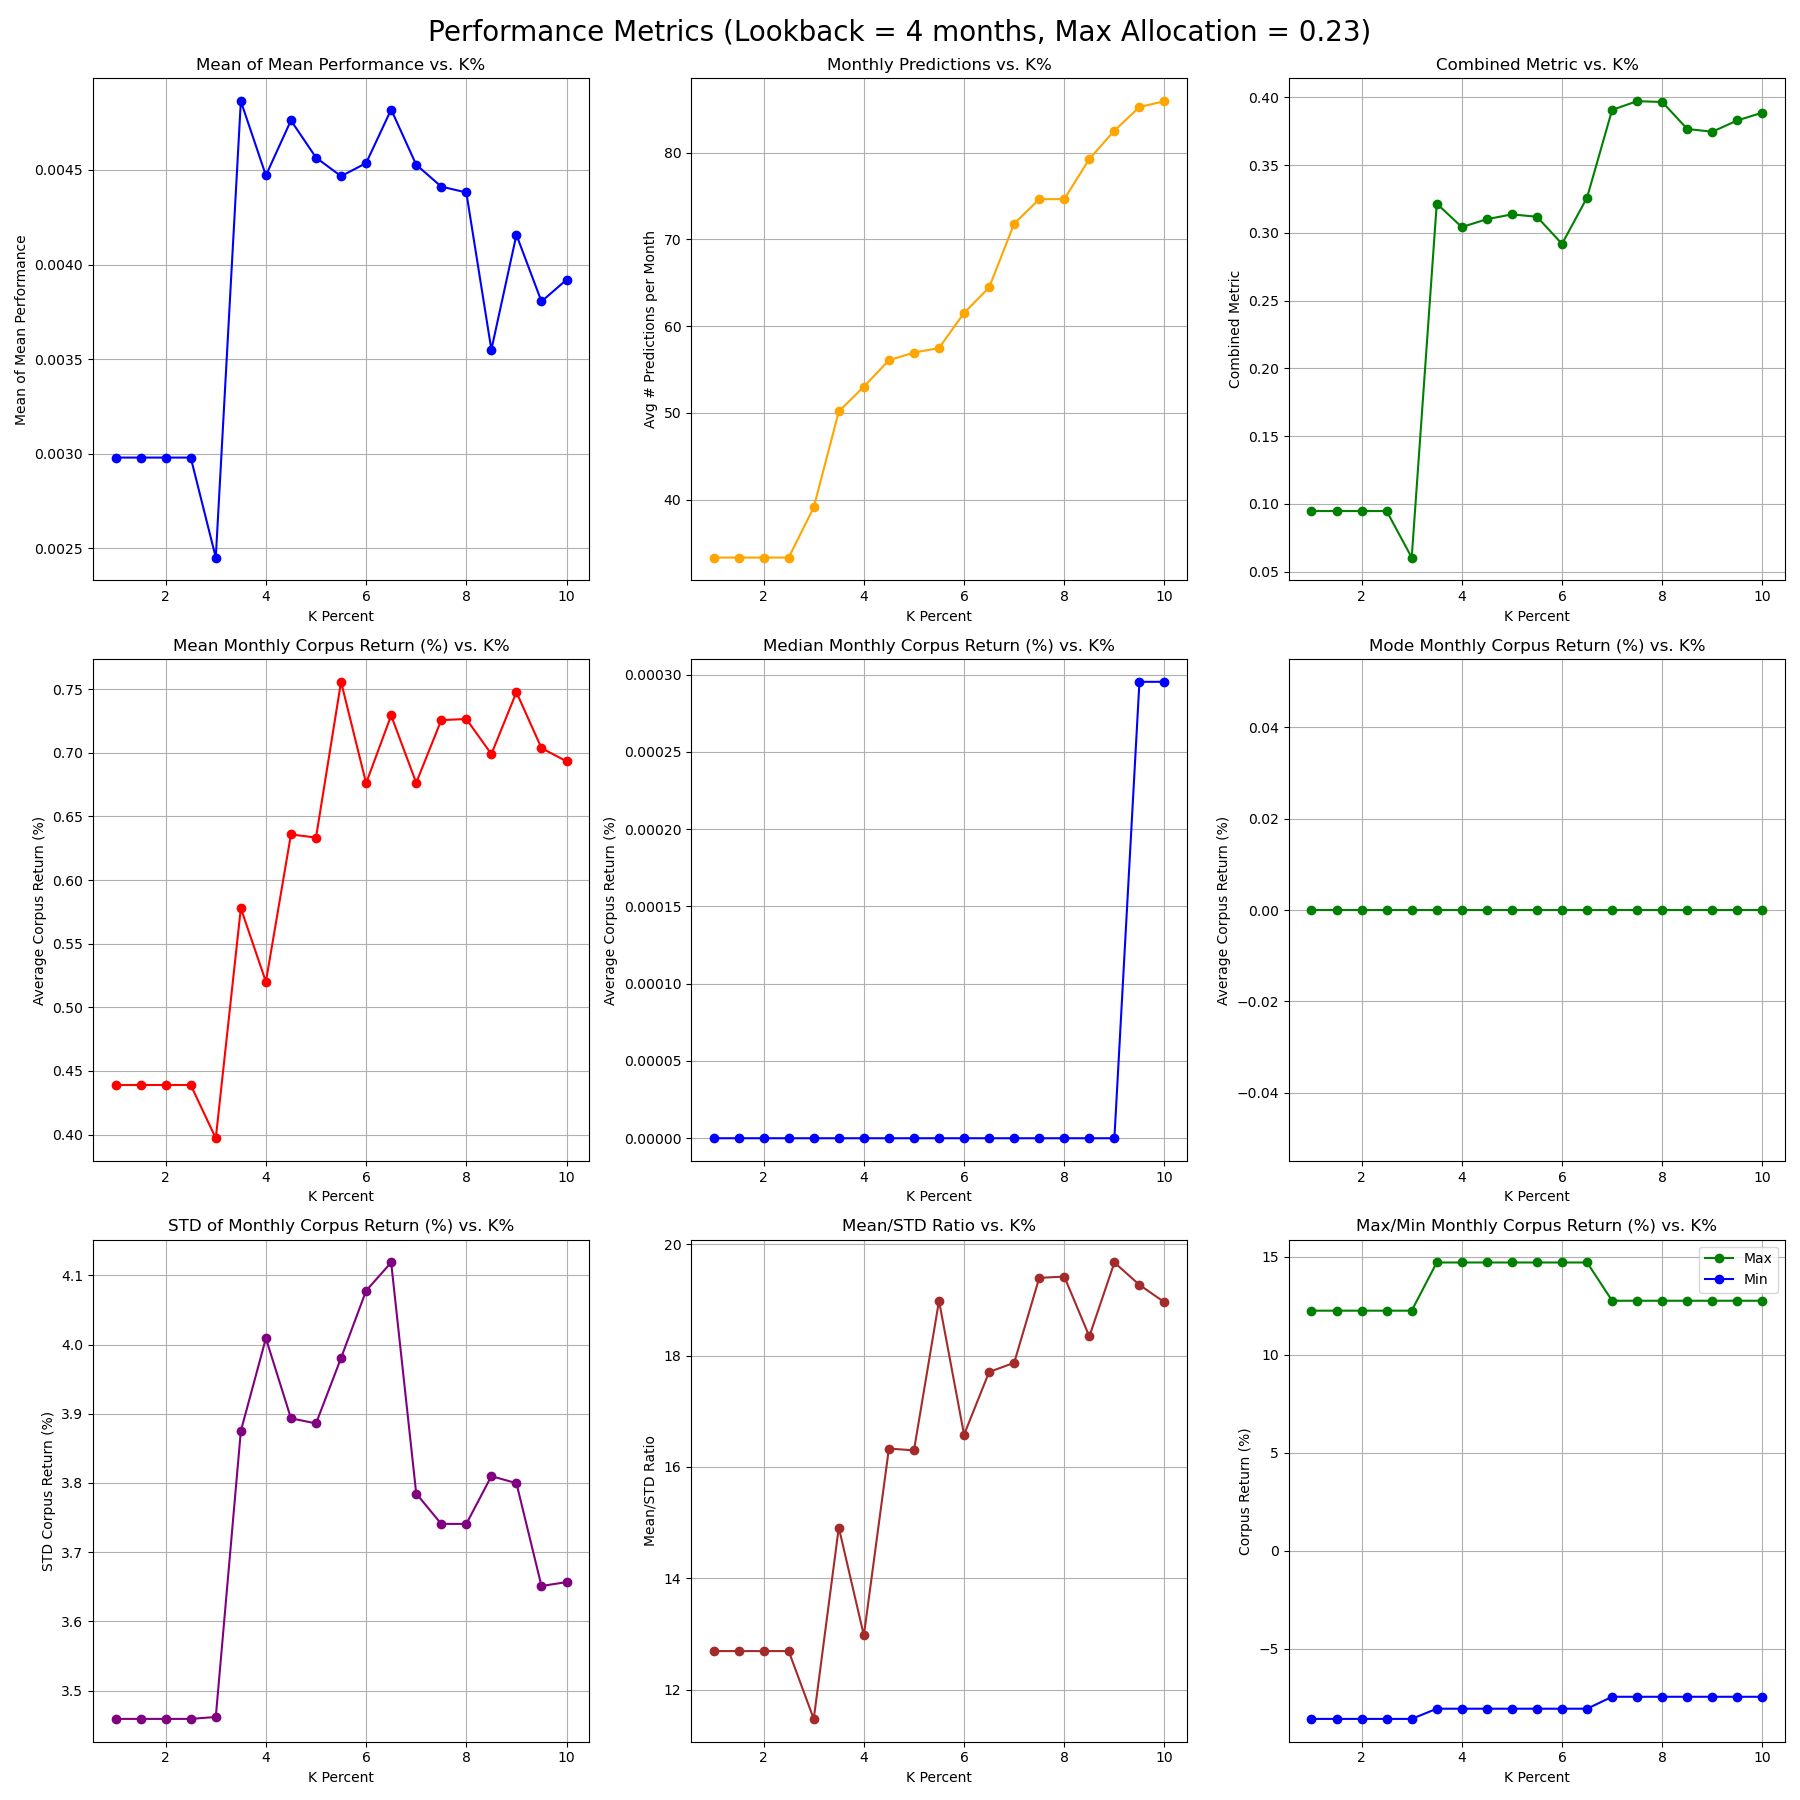 Performance Metrics (Lookback = 4 months, Max Allocation = 0.23)
Mean of Mean Performance vs. K%
Mean of Mean Performance
0.0045
0.0040
0.0035
0.0030
0.0025
2 4 6 8 10
K Percent
Monthly Predictions vs. K%
Avg # Predictions per Month
80
70
60
50
40
2 4 6 8 10
K Percent
Combined Metric vs. K%
Combined Metric
0.40
0.35
0.30
0.25
0.20
0.15
0.10
0.05
2 4 6 8 10
K Percent
Mean Monthly Corpus Return (%) vs. K%
Average Corpus Return (%)
0.75
0.70
0.65
0.60
0.55
0.50
0.45
0.40
2 4 6 8 10
K Percent
Median Monthly Corpus Return (%) vs. K%
Average Corpus Return (%)
0.00030
0.00025
0.00020
0.00015
0.00010
0.00005
0.00000
2 4 6 8 10
K Percent
Mode Monthly Corpus Return (%) vs. K%
Average Corpus Return (%)
0.04
0.02
0.00
−0.02
−0.04
2 4 6 8 10
K Percent
STD of Monthly Corpus Return (%) vs. K%
STD Corpus Return (%)
4.1
4.0
3.9
3.8
3.7
3.6
3.5
2 4 6 8 10
K Percent
Mean/STD Ratio vs. K%
Mean/STD Ratio
20
18
16
14
12
2 4 6 8 10
K Percent
Max/Min Monthly Corpus Return (%) vs. K%
Corpus Return (%)
15
10
5
0
−5
Max
Min
2 4 6 8 10
K Percent